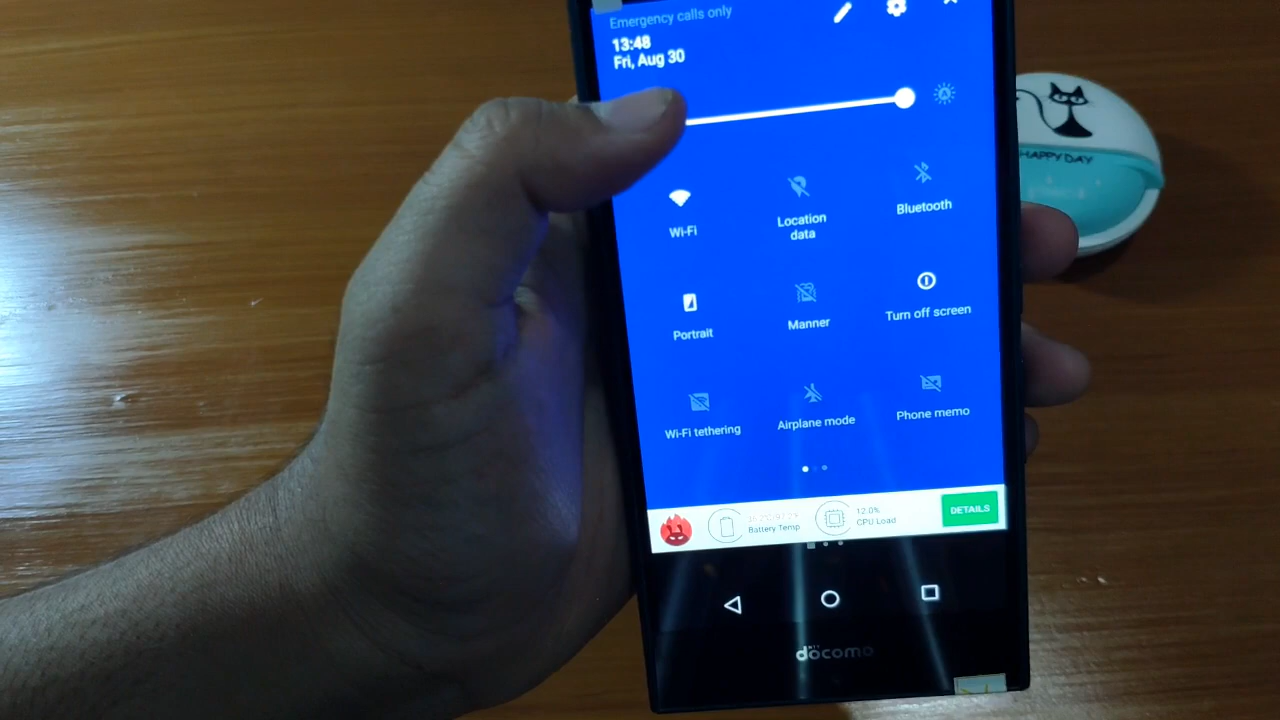 Emergency calls only
13:48
Fri, Aug 30
HAPPY DAY
Wi-Fi
Location
data
Bluetooth
Portrait
Manner
Turn off screen
Wi-Fi tethering
Airplane mode
Phone memo
Battery Temp
12.0%
CPU Load
DETAILS
docomo